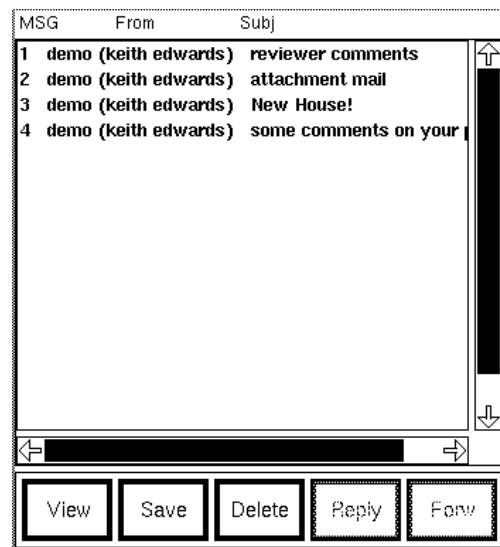 MSG From Subj
1 demo (keith edwards) reviewer comments
2 demo (keith edwards) attachment mail
3 demo (keith edwards) New House!
4 demo (keith edwards) some comments on your
View Save Delete Reply Forw